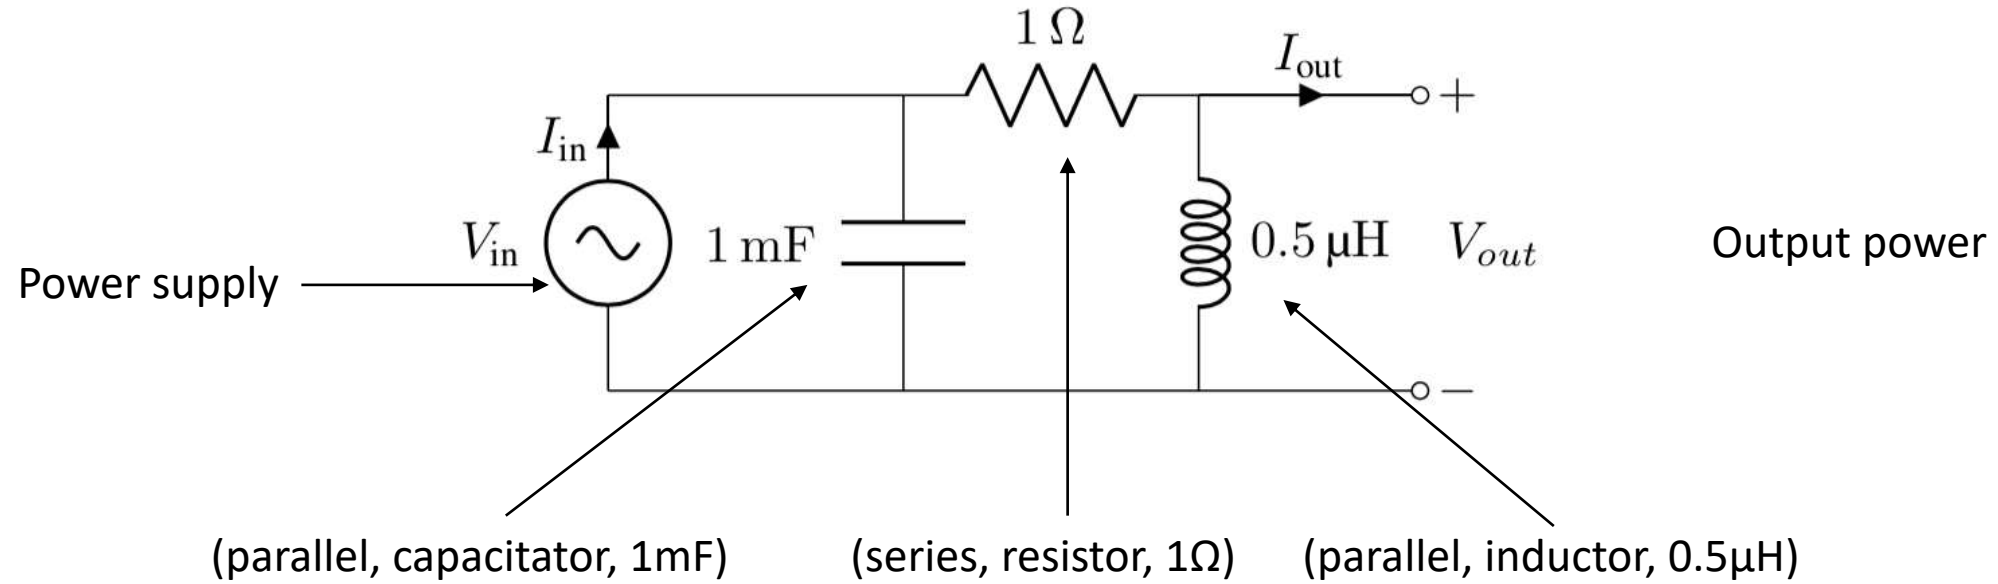 1 Ω
I_out
+
I_in
V_in
1 mF
0.5 μH
V_out
Output power
Power supply
−
(parallel, capacitator, 1mF)
(series, resistor, 1Ω)
(parallel, inductor, 0.5μH)